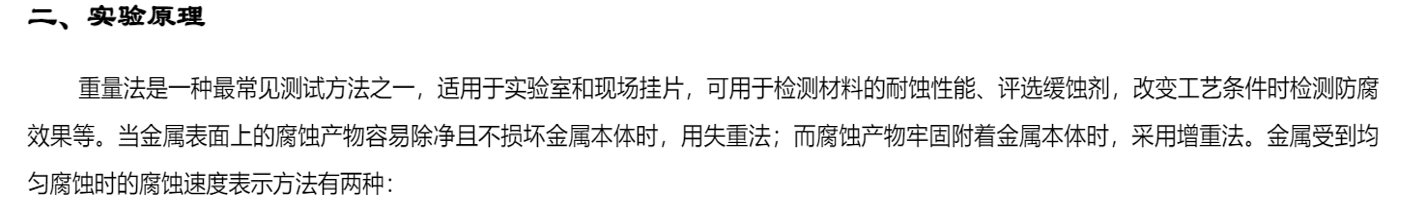 二、实验原理
重量法是一种最常见测试方法之一，适用于实验室和现场挂片，可用于检测材料的耐蚀性能、评选缓蚀剂，改变工艺条件时检测防腐
效果等。当金属表面上的腐蚀产物容易除净且不损坏金属本体时，用失重法；而腐蚀产物牢固附着金属本体时，采用增重法。金属受到均
匀腐蚀时的腐蚀速度表示方法有两种：